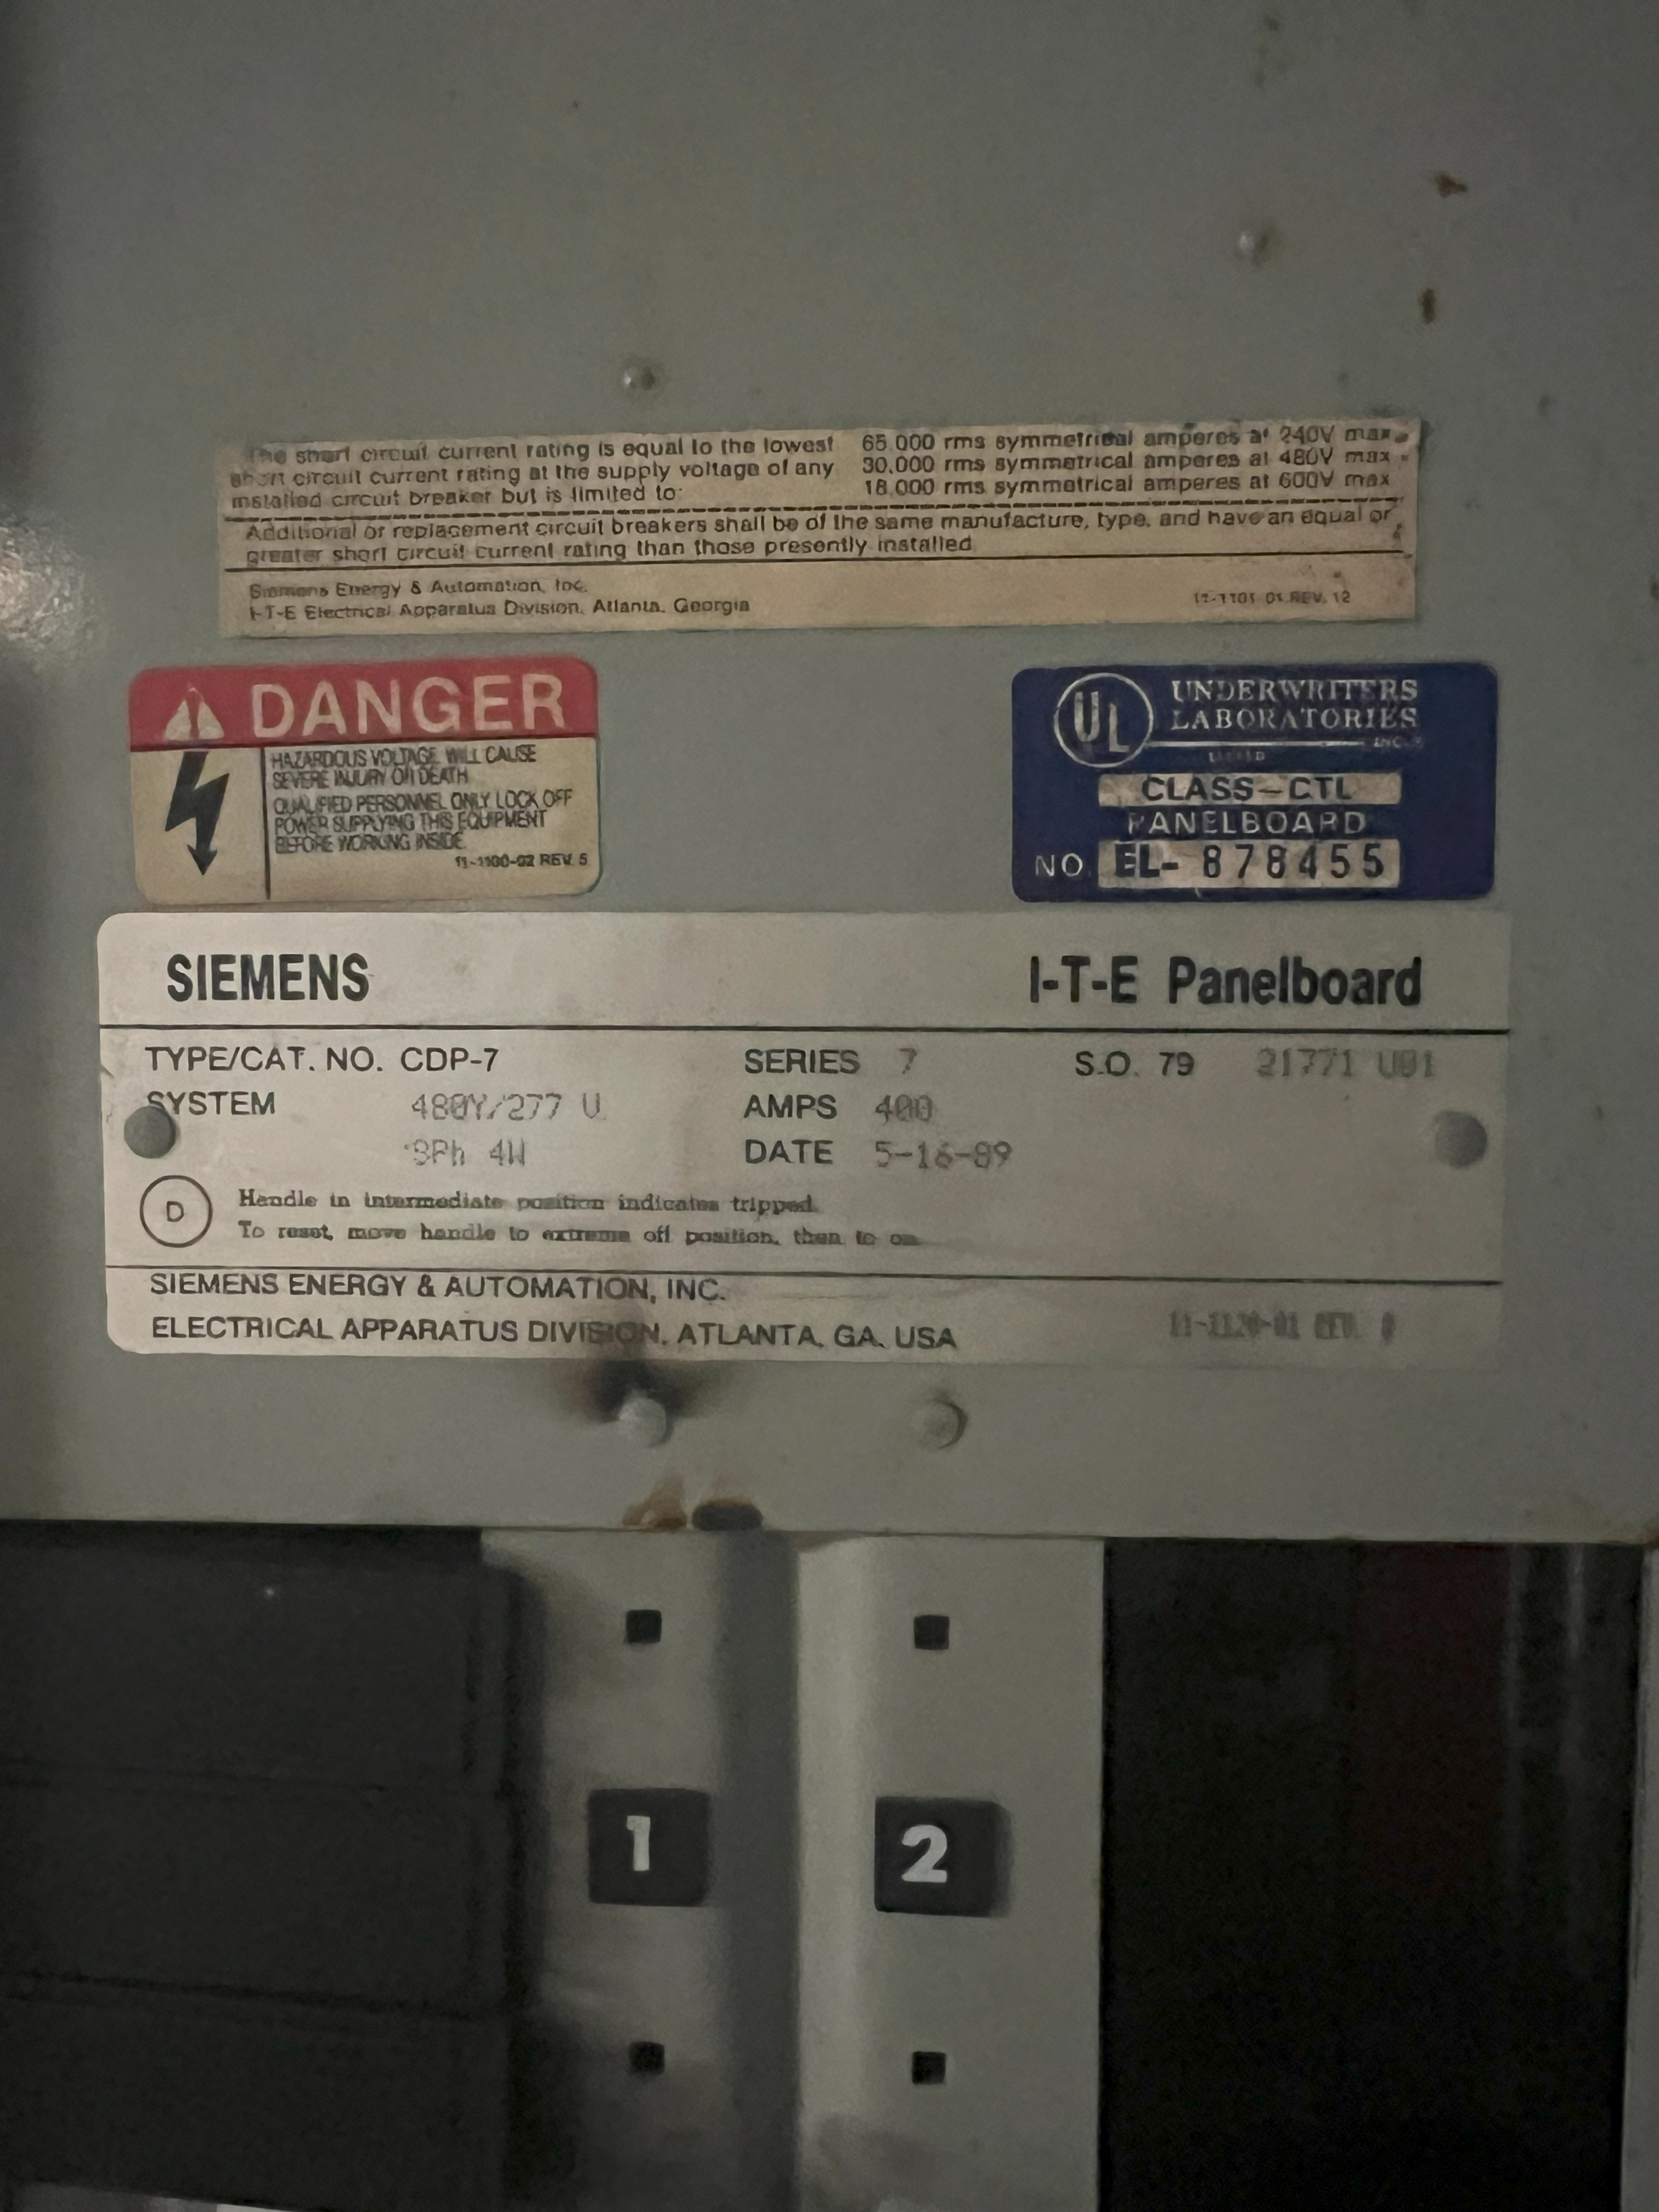 The short circuit current rating is equal to the lowest
short circuit current rating at the supply voltage of any
installed circuit breaker but is limited to:
65,000 rms symmetrical amperes at 240V max.
30,000 rms symmetrical amperes at 480V max.
18,000 rms symmetrical amperes at 600V max.
Additional or replacement circuit breakers shall be of the same manufacture, type, and have an equal or
greater short circuit current rating than those presently installed.
Siemens Energy & Automation, Inc.
I-T-E Electrical Apparatus Division, Atlanta, Georgia
11-1101-01 REV. 12
DANGER
HAZARDOUS VOLTAGE WILL CAUSE
SEVERE INJURY OR DEATH
QUALIFIED PERSONNEL ONLY LOCK OFF
POWER SUPPLYING THIS EQUIPMENT
BEFORE WORKING INSIDE.
11-1100-02 REV. 5
UL
UNDERWRITERS
LABORATORIES
INC.®
LISTED
CLASS-CTL
PANELBOARD
NO. EL- 878455
SIEMENS
I-T-E Panelboard
TYPE/CAT. NO. CDP-7 SERIES 7 S.O. 79 21771 U01
SYSTEM 480Y/277 V AMPS 400
3Ph 4W DATE 5-16-89
D
Handle in intermediate position indicates tripped.
To reset, move handle to extreme off position, then to on.
SIEMENS ENERGY & AUTOMATION, INC.
ELECTRICAL APPARATUS DIVISION, ATLANTA, GA. USA
11-1120-01 REV.
1
2